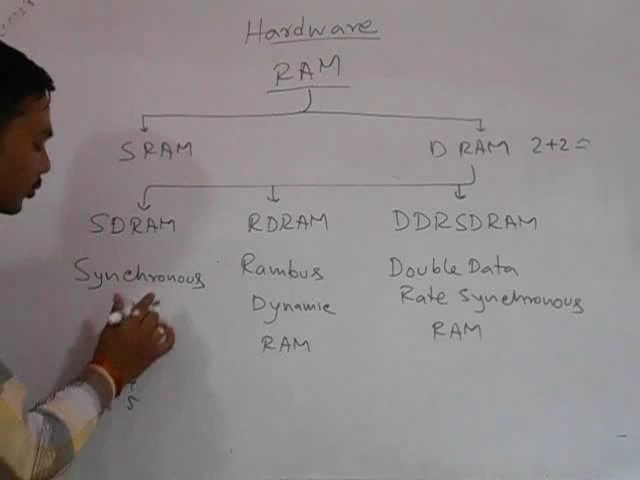 Hardware
RAM
SRAM DRAM 2+2=
SDRAM RDRAM DDRSDRAM
Synchronous Rambus Double Data
Dynamic Rate Synchronous
RAM RAM